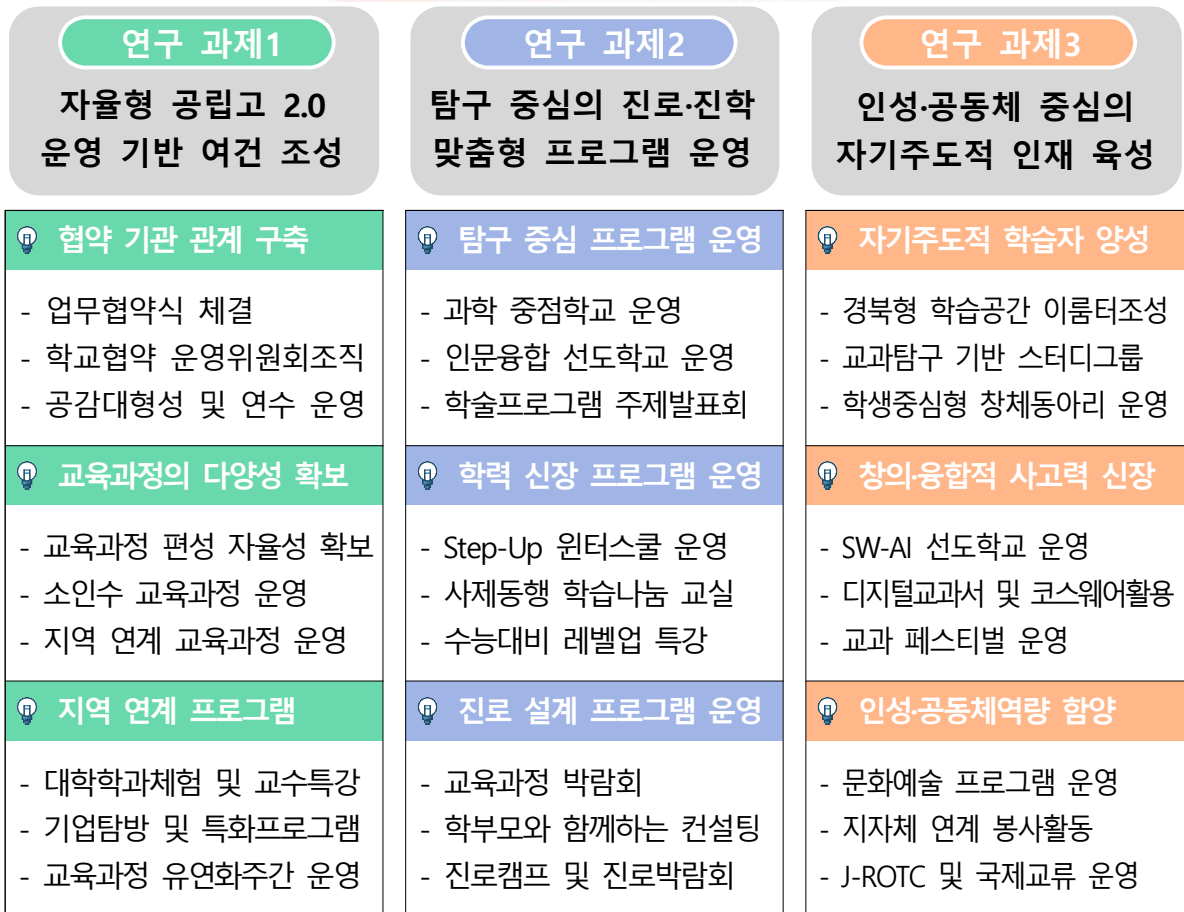 연구 과제1
자율형 공립고 2.0
운영 기반 여건 조성
협약 기관 관계 구축
- 업무협약식 체결
- 학교협약 운영위원회조직
- 공감대형성 및 연수 운영
교육과정의 다양성 확보
- 교육과정 편성 자율성 확보
- 소인수 교육과정 운영
- 지역 연계 교육과정 운영
지역 연계 프로그램
- 대학학과체험 및 교수특강
- 기업탐방 및 특화프로그램
- 교육과정 유연화주간 운영
연구 과제2
탐구 중심의 진로·진학
맞춤형 프로그램 운영
탐구 중심 프로그램 운영
- 과학 중점학교 운영
- 인문융합 선도학교 운영
- 학술프로그램 주제발표회
학력 신장 프로그램 운영
- Step-Up 윈터스쿨 운영
- 사제동행 학습나눔 교실
- 수능대비 레벨업 특강
진로 설계 프로그램 운영
- 교육과정 박람회
- 학부모와 함께하는 컨설팅
- 진로캠프 및 진로박람회
연구 과제3
인성·공동체 중심의
자기주도적 인재 육성
자기주도적 학습자 양성
- 경북형 학습공간 이룸터조성
- 교과탐구 기반 스터디그룹
- 학생중심형 창체동아리 운영
창의·융합적 사고력 신장
- SW-AI 선도학교 운영
- 디지털교과서 및 코스웨어활용
- 교과 페스티벌 운영
인성·공동체역량 함양
- 문화예술 프로그램 운영
- 지자체 연계 봉사활동
- J-ROTC 및 국제교류 운영